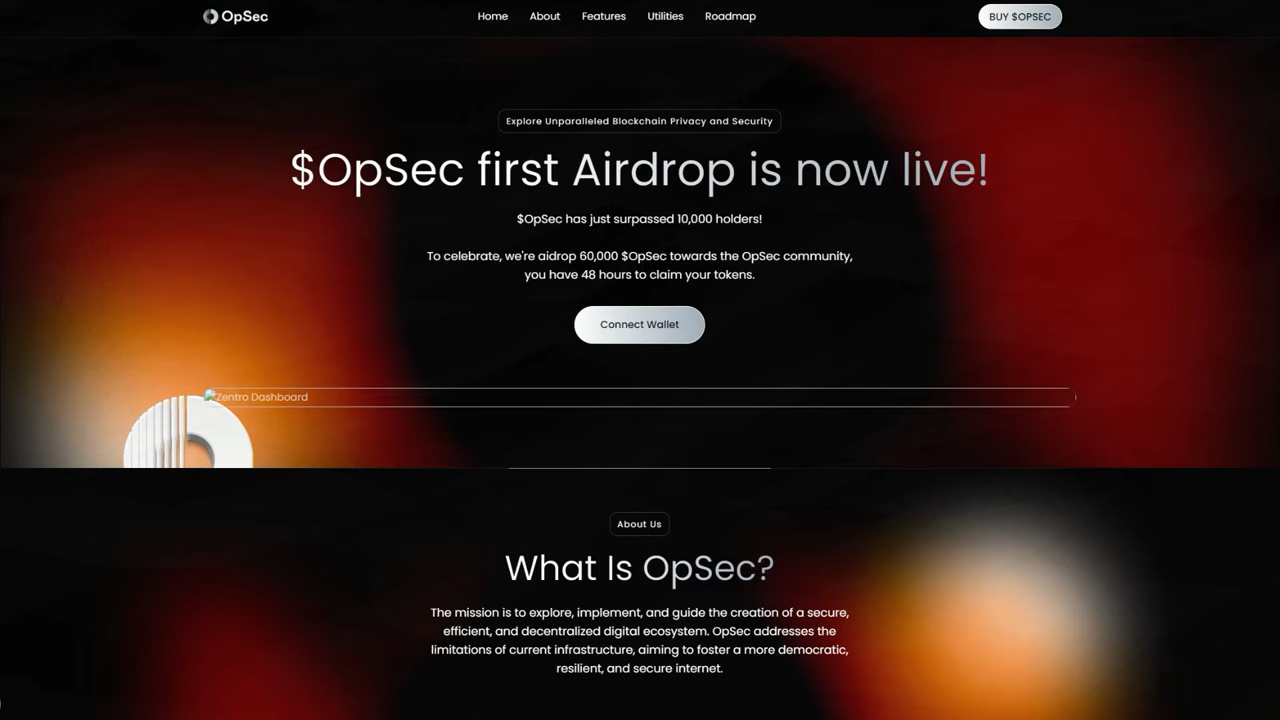 OpSec
Home About Features Utilities Roadmap
BUY $OPSEC
Explore Unparalleled Blockchain Privacy and Security
$OpSec first Airdrop is now live!
$OpSec has just surpassed 10,000 holders!
To celebrate, we're aidrop 60,000 $OpSec towards the OpSec community,
you have 48 hours to claim your tokens.
Connect Wallet
Zentro Dashboard
About Us
What Is OpSec?
The mission is to explore, implement, and guide the creation of a secure,
efficient, and decentralized digital ecosystem. OpSec addresses the
limitations of current infrastructure, aiming to foster a more democratic,
resilient, and secure internet.